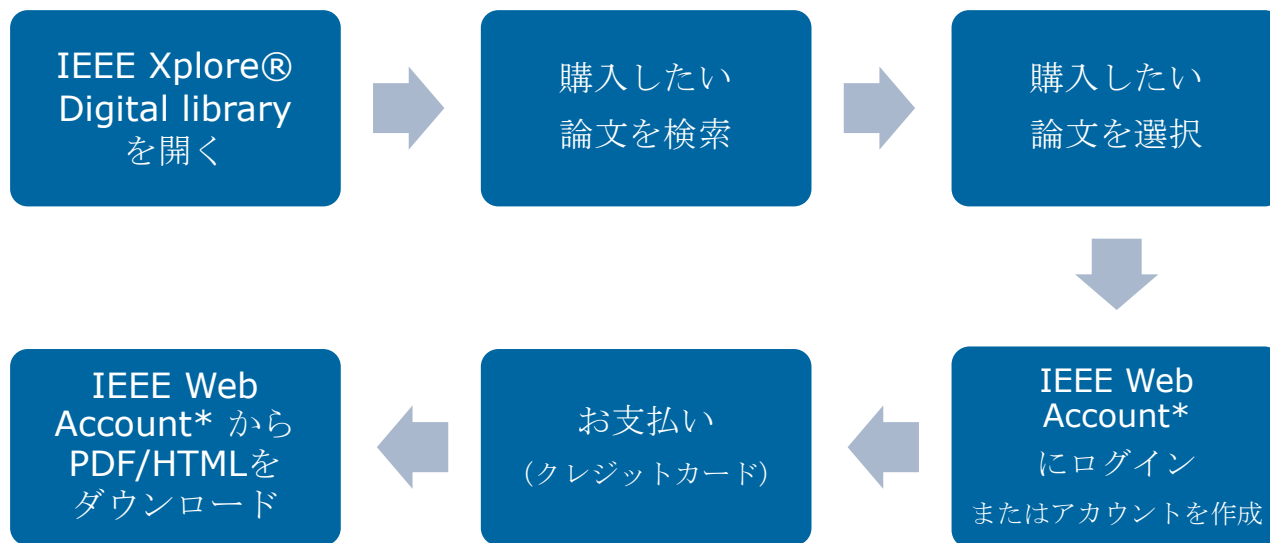 IEEE Xplore®
Digital library
を開く
購入したい
論文を検索
購入したい
論文を選択
IEEE Web
Account*
にログイン
またはアカウントを作成
お支払い
（クレジットカード）
IEEE Web
Account* から
PDF/HTMLを
ダウンロード